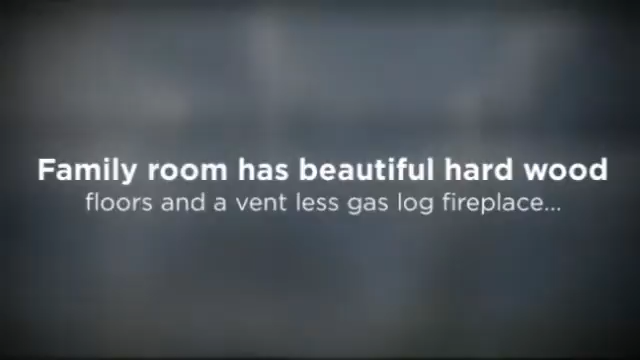 Family room has beautiful hard wood
floors and a vent less gas log fireplace...